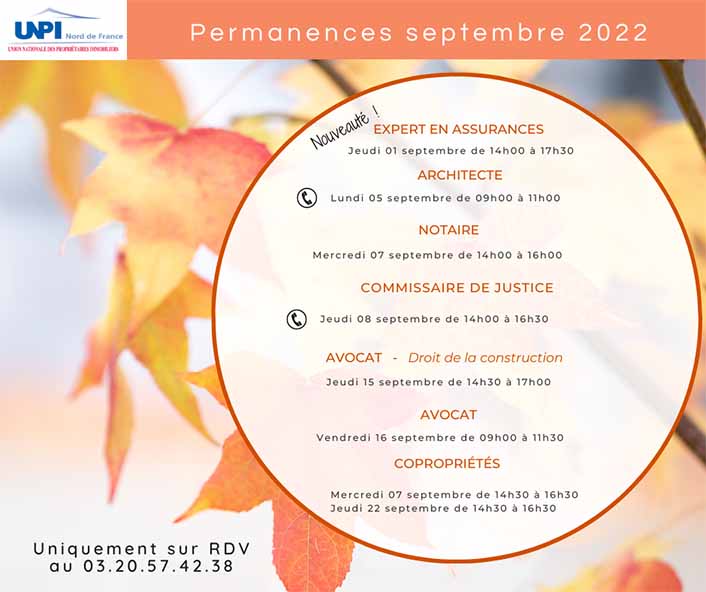 UNPI Nord de France
UNION NATIONALE DES PROPRIÉTAIRES IMMOBILIERS
Permanences septembre 2022
Nouveauté !
EXPERT EN ASSURANCES
Jeudi 01 septembre de 14h00 à 17h30
ARCHITECTE
Lundi 05 septembre de 09h00 à 11h00
NOTAIRE
Mercredi 07 septembre de 14h00 à 16h00
COMMISSAIRE DE JUSTICE
Jeudi 08 septembre de 14h00 à 16h30
AVOCAT - Droit de la construction
Jeudi 15 septembre de 14h30 à 17h00
AVOCAT
Vendredi 16 septembre de 09h00 à 11h30
COPROPRIÉTÉS
Mercredi 07 septembre de 14h30 à 16h30
Jeudi 22 septembre de 14h30 à 16h30
Uniquement sur RDV
au 03.20.57.42.38